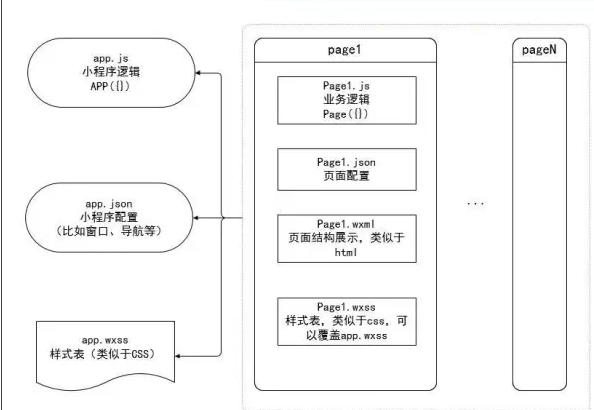 app.js
小程序逻辑
APP({})
app.json
小程序配置
(比如窗口、导航等)
app.wxss
样式表（类似于CSS）
page1
Page1.js
业务逻辑
Page({})
Page1.json
页面配置
Page1.wxml
页面结构展示，类似于
html
Page1.wxss
样式表，类似于css，可
以覆盖app.wxss
...
pageN